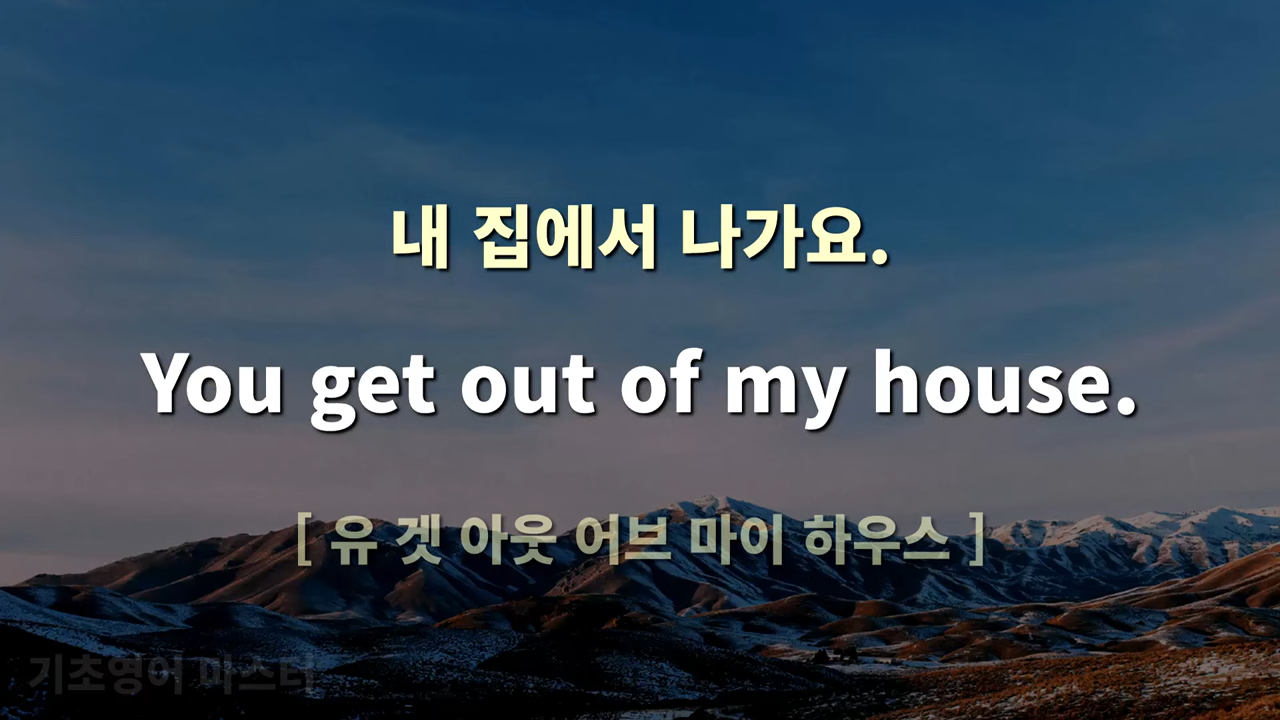 내 집에서 나가요.
You get out of my house.
[ 유 겟 아웃 어브 마이 하우스 ]
기초영어 마스터